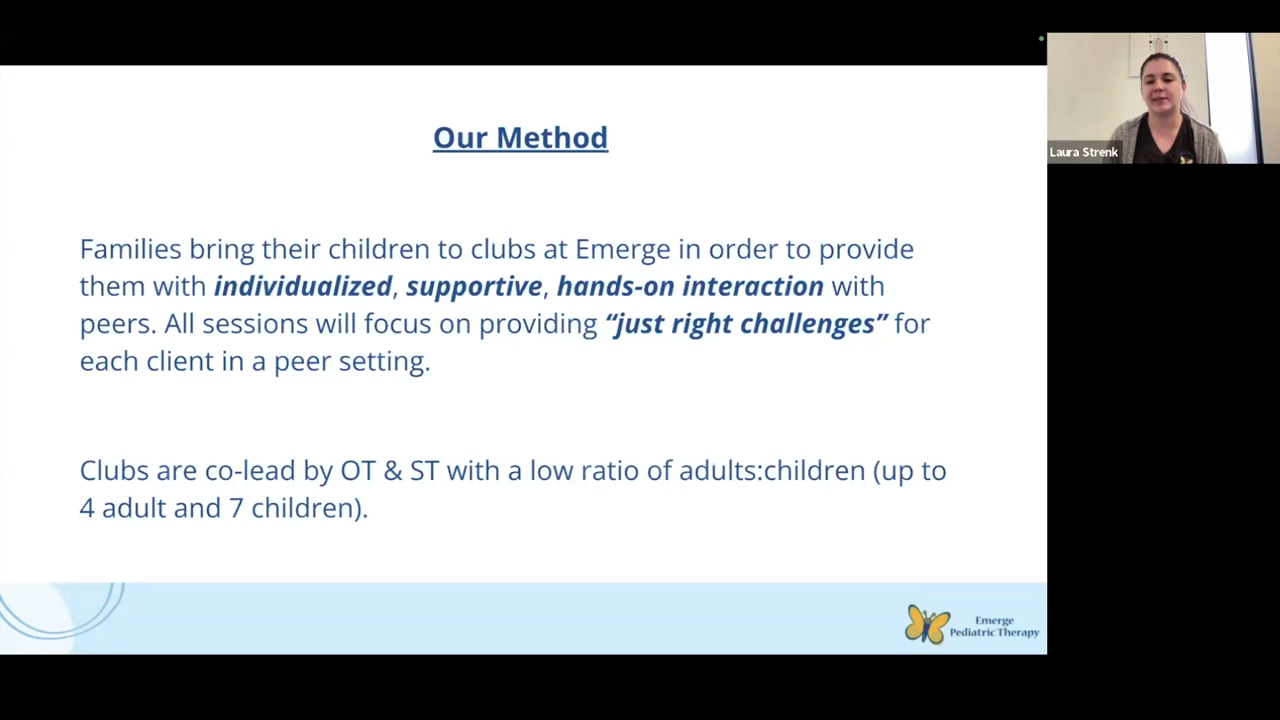 Our Method
Families bring their children to clubs at Emerge in order to provide
them with individualized, supportive, hands-on interaction with
peers. All sessions will focus on providing “just right challenges” for
each client in a peer setting.
Clubs are co-lead by OT & ST with a low ratio of adults:children (up to
4 adult and 7 children).
Emerge
Pediatric Therapy
Laura Strenk